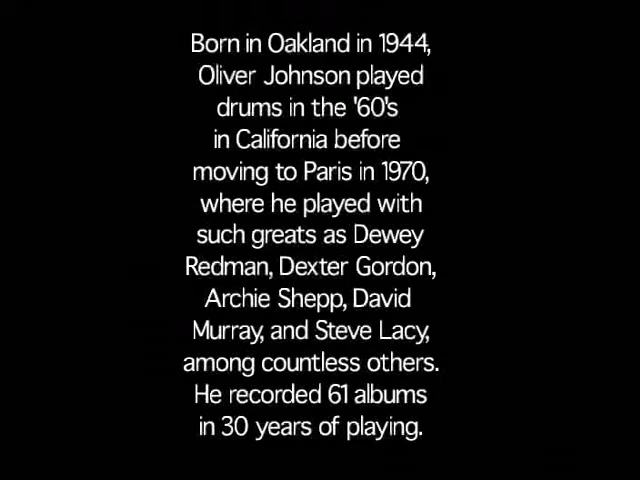 Born in Oakland in 1944,
Oliver Johnson played
drums in the '60's
in California before
moving to Paris in 1970,
where he played with
such greats as Dewey
Redman, Dexter Gordon,
Archie Shepp, David
Murray, and Steve Lacy,
among countless others.
He recorded 61 albums
in 30 years of playing.